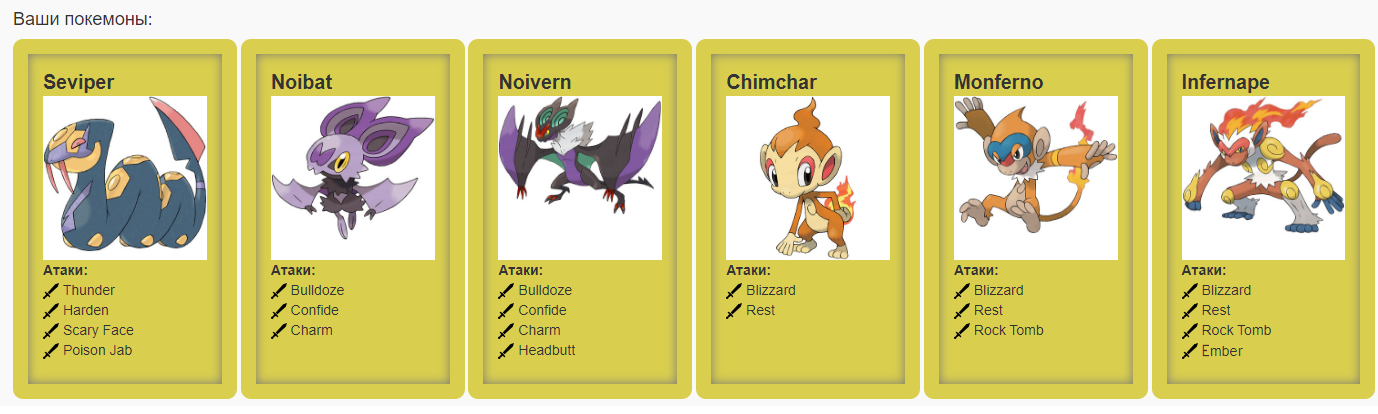 Ваши покемоны:
Seviper
Атаки:
Thunder
Harden
Scary Face
Poison Jab
Noibat
Атаки:
Bulldoze
Confide
Charm
Noivern
Атаки:
Bulldoze
Confide
Charm
Headbutt
Chimchar
Атаки:
Blizzard
Rest
Monferno
Атаки:
Blizzard
Rest
Rock Tomb
Infernape
Атаки:
Blizzard
Rest
Rock Tomb
Ember